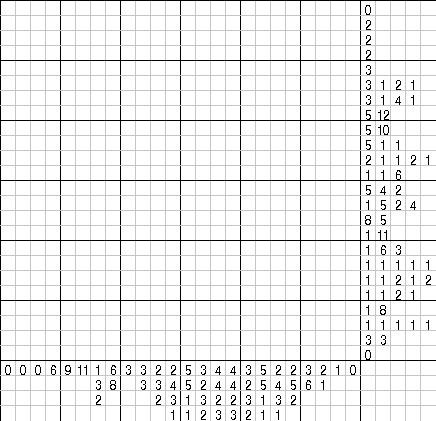 0
2
2
2
3
3 1 2 1
3 1 4 1
5 12
5 10
5 1 1
2 1 1 2 1
1 1 6
5 4 2
1 5 2 4
8 5
1 11
1 6 3
1 1 1 1 1
1 1 2 1 2
1 1 2 1
1 8
1 1 1 1 1
3 3
0
0 0 0 6 9 11 1 6 3 3 2 2 5 3 4 4 3 2 2 2 3 2 1 0
3 8 3 3 4 5 2 2 4 2 5 4 5 6 1
2 2 3 1 3 2 2 3 1 3 2
1 1 2 3 3 2 1 1